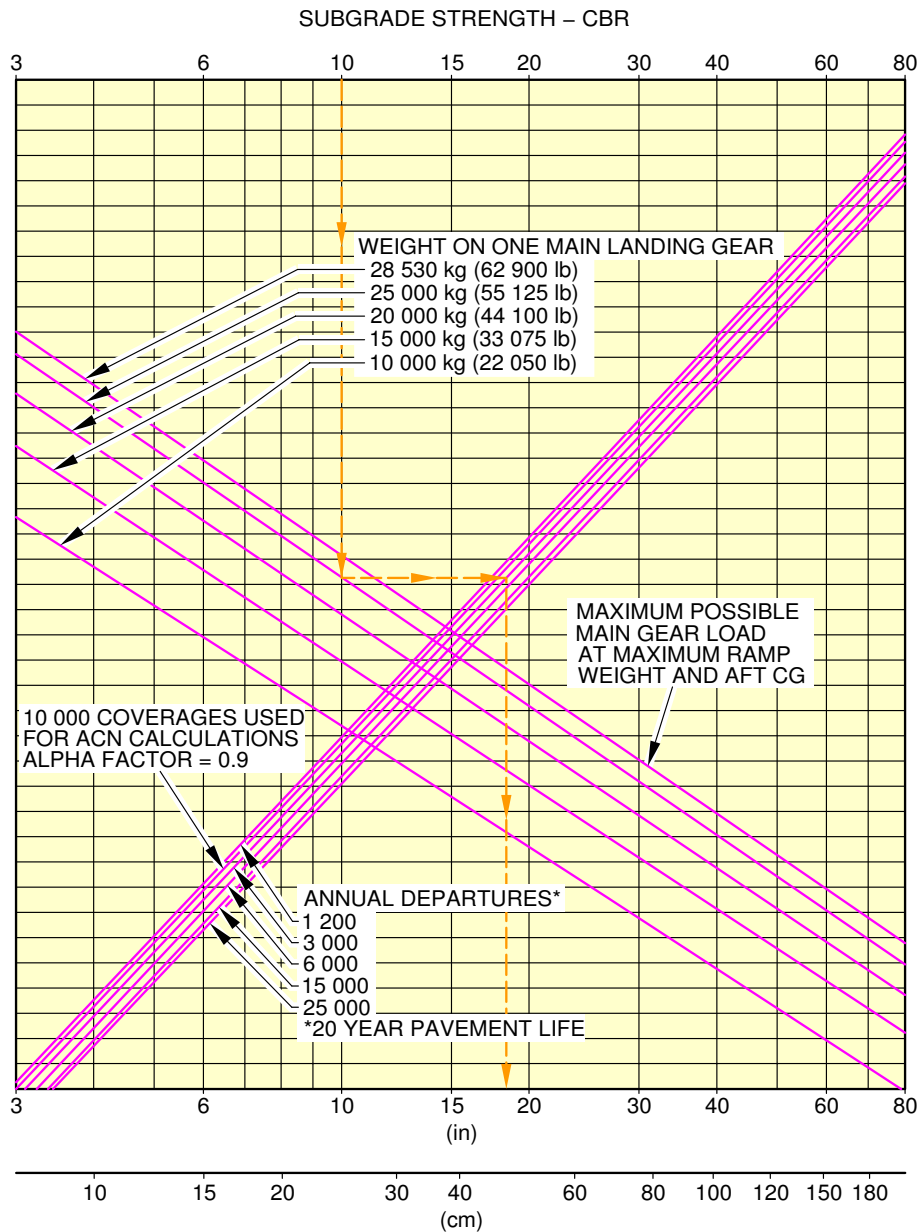 SUBGRADE STRENGTH – CBR
3 6 10 15 20 30 40 60 80
WEIGHT ON ONE MAIN LANDING GEAR
28 530 kg (62 900 lb)
25 000 kg (55 125 lb)
20 000 kg (44 100 lb)
15 000 kg (33 075 lb)
10 000 kg (22 050 lb)
MAXIMUM POSSIBLE
MAIN GEAR LOAD
AT MAXIMUM RAMP
WEIGHT AND AFT CG
10 000 COVERAGES USED
FOR ACN CALCULATIONS
ALPHA FACTOR = 0.9
ANNUAL DEPARTURES*
1 200
3 000
6 000
15 000
25 000
*20 YEAR PAVEMENT LIFE
3 6 10 15 20 30 40 60 80
(in)
10 15 20 30 40 60 80 100 120 150 180
(cm)